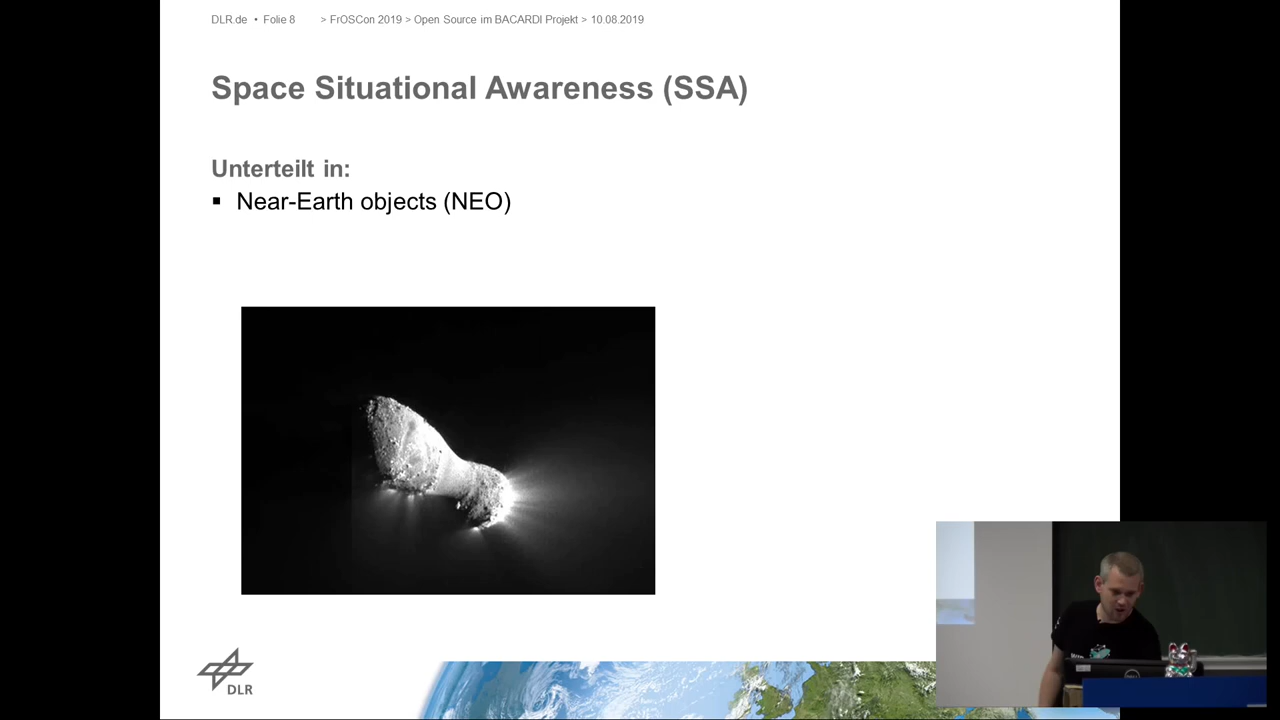 DLR.de • Folie 8 > FrOSCon 2019 > Open Source im BACARDI Projekt > 10.08.2019
Space Situational Awareness (SSA)
Unterteilt in:
▪ Near-Earth objects (NEO)
DLR